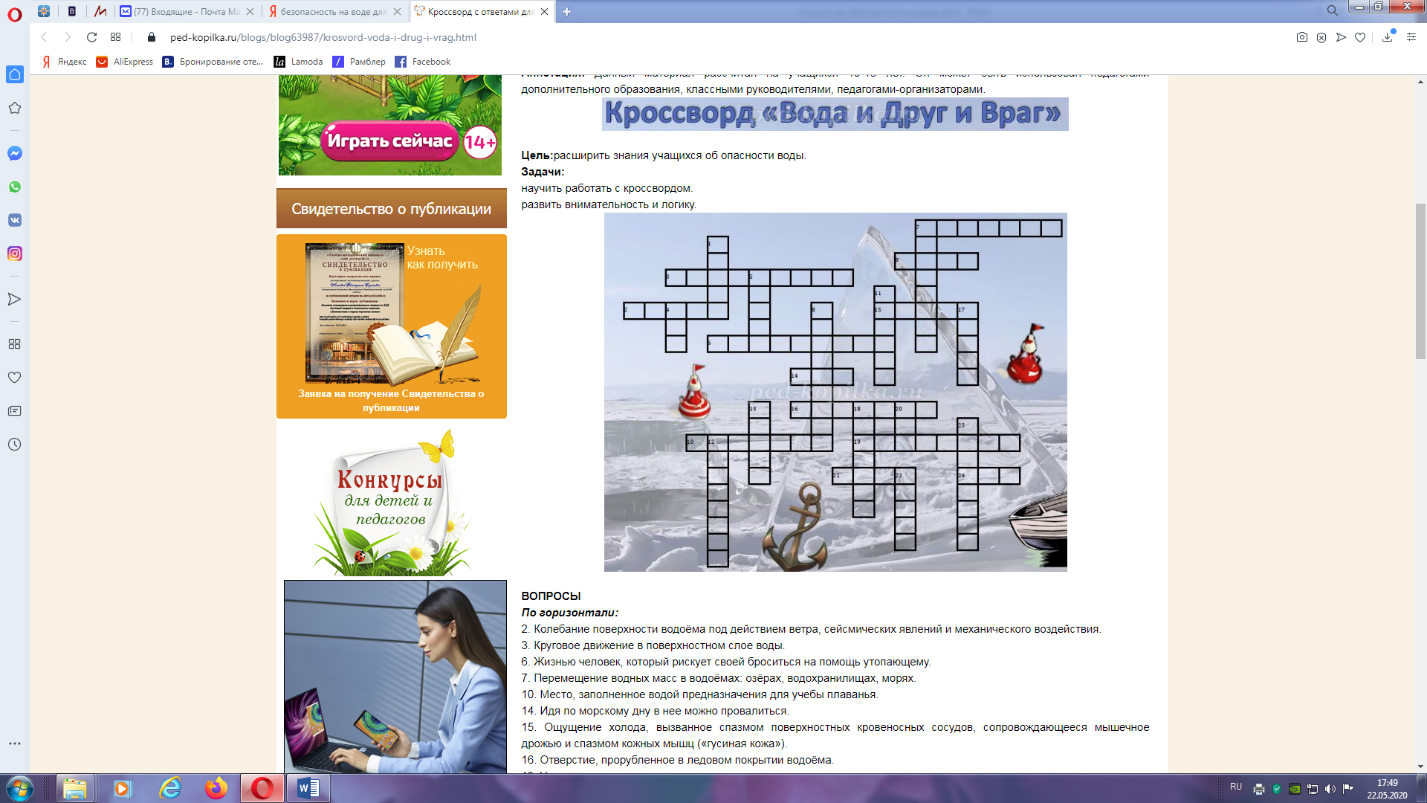 (77) Входящие - Почта Ma
безопасность на воде для
Кроссворд с ответами для
ped-kopilka.ru/blogs/blog63987/krosvord-voda-i-drug-i-vrag.html
Яндекс
AliExpress
Бронирование оте...
Lamoda
Рамблер
Facebook
дополнительного образования, классными руководителями, педагогами-организаторами.
Кроссворд «Вода и Друг и Враг»
Играть сейчас 14+
Цель:расширить знания учащихся об опасности воды.
Задачи:
научить работать с кроссвордом.
развить внимательность и логику.
Свидетельство о публикации
Узнать
как получить
СВИДЕТЕЛЬСТВО
Заявка на получение Свидетельства о
публикации
ped-kopilka.ru
Конкурсы
для детей и
педагогов
ВОПРОСЫ
По горизонтали:
2. Колебание поверхности водоёма под действием ветра, сейсмических явлений и механического воздействия.
3. Круговое движение в поверхностном слое воды.
6. Жизнью человек, который рискует своей броситься на помощь утопающему.
7. Перемещение водных масс в водоёмах: озёрах, водохранилищах, морях.
10. Место, заполненное водой предназначения для учебы плаванья.
14. Идя по морскому дну в нее можно провалиться.
15. Ощущение холода, вызванное спазмом поверхностных кровеносных сосудов, сопровождающееся мышечное
дрожью и спазмом кожных мышц («гусиная кожа»).
16. Отверстие, прорубленное в ледовом покрытии водоёма.
RU
17:49
22.05.2020